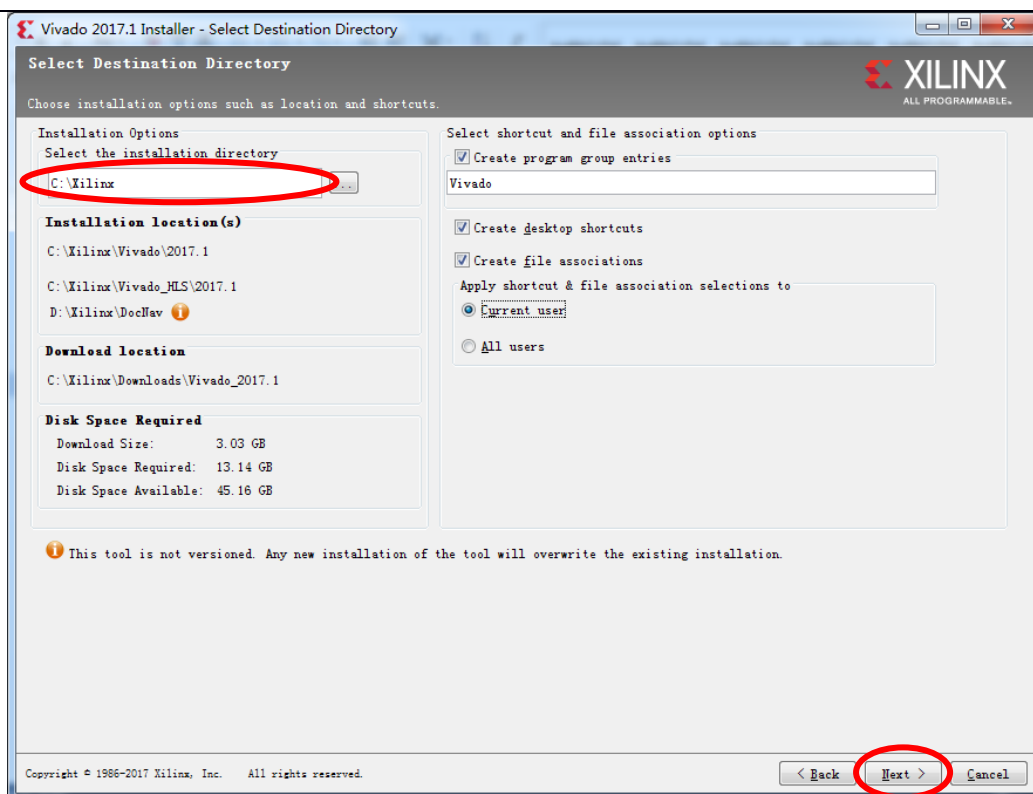 Vivado 2017.1 Installer - Select Destination Directory
Select Destination Directory
Choose installation options such as location and shortcuts.
XILINX
ALL PROGRAMMABLE.
Installation Options
Select the installation directory
C:\Xilinx
...
Installation location(s)
C:\Xilinx\Vivado\2017.1
C:\Xilinx\Vivado_HLS\2017.1
D:\Xilinx\DocNav
Download location
C:\Xilinx\Downloads\Vivado_2017.1
Disk Space Required
Download Size: 3.03 GB
Disk Space Required: 13.14 GB
Disk Space Available: 45.16 GB
Select shortcut and file association options
Create program group entries
Vivado
Create desktop shortcuts
Create file associations
Apply shortcut & file association selections to
Current user
All users
This tool is not versioned. Any new installation of the tool will overwrite the existing installation.
Copyright © 1986-2017 Xilinx, Inc. All rights reserved.
< Back
Next >
Cancel